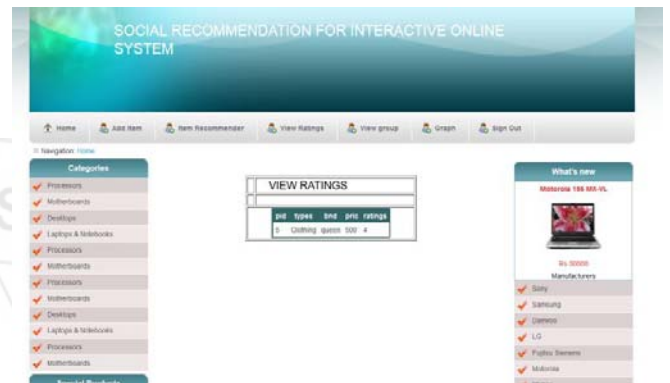 SOCIAL RECOMMENDATION FOR INTERACTIVE ONLINE
SYSTEM
Home Add Item Item Recommender View Ratings View group Graph Sign Out
Navigation: Home
Categories
Processors
Motherboards
Desktops
Laptops & Notebooks
Processors
Motherboards
Processors
Motherboards
Desktops
Laptops & Notebooks
Processors
Motherboards
VIEW RATINGS
pid types bnd pric ratings
Clothing queen 500 4
What's new
Motorola 156 MX-VL
Rs 30000
Manufacturers
Sony
Samsung
Daewoo
LG
Fujitsu Siemens
Motorola